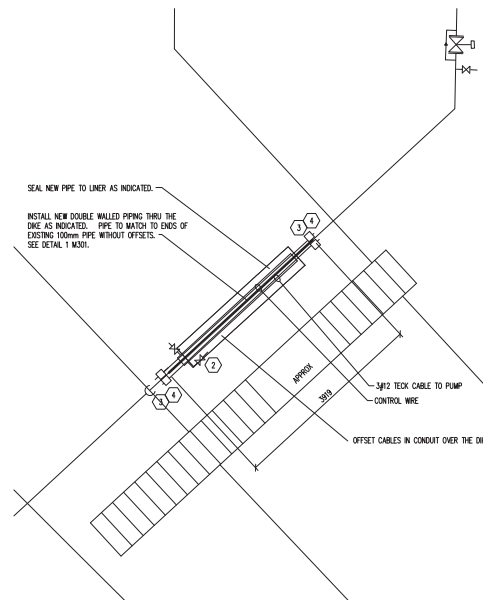 SEAL NEW PIPE TO LINER AS INDICATED.
INSTALL NEW DOUBLE WALLED PIPING THRU THE
DIKE AS INDICATED. PIPE TO MATCH TO ENDS OF
EXISTING 100mm PIPE WITHOUT OFFSETS.
SEE DETAIL 1 M301.
3 4
2
3 4
APPROX
3919
3#12 TECK CABLE TO PUMP
CONTROL WIRE
OFFSET CABLES IN CONDUIT OVER THE